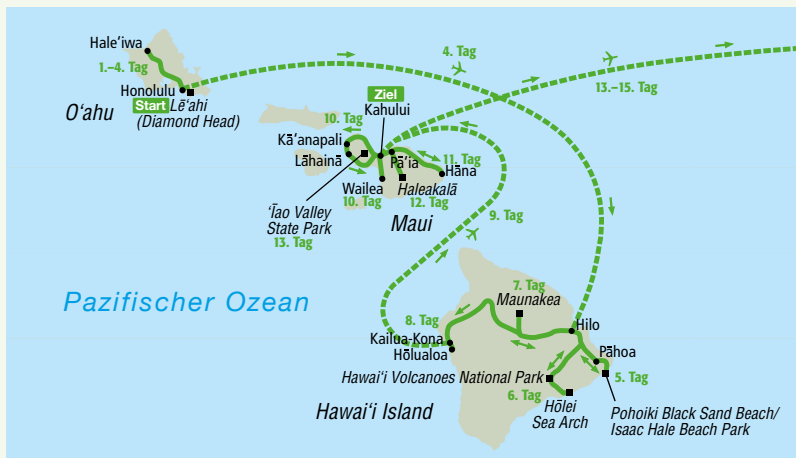 Hale'iwa
1.–4. Tag
Honolulu
Start
Lē'ahi
(Diamond Head)
O'ahu
4. Tag
13.–15. Tag
Ziel
Kahului
10. Tag
Kā'anapali
Lāhainā
Pā'ia
11. Tag
Hāna
Wailea
10. Tag
Haleakalā
12. Tag
'Īao Valley
State Park
13. Tag
Maui
9. Tag
Pazifischer Ozean
7. Tag
Maunakea
8. Tag
Kailua-Kona
Hōlualoa
Hilo
Pāhoa
Hawai'i Volcanoes National Park
5. Tag
6. Tag
Hōlei
Sea Arch
Pohoiki Black Sand Beach/
Isaac Hale Beach Park
Hawai'i Island